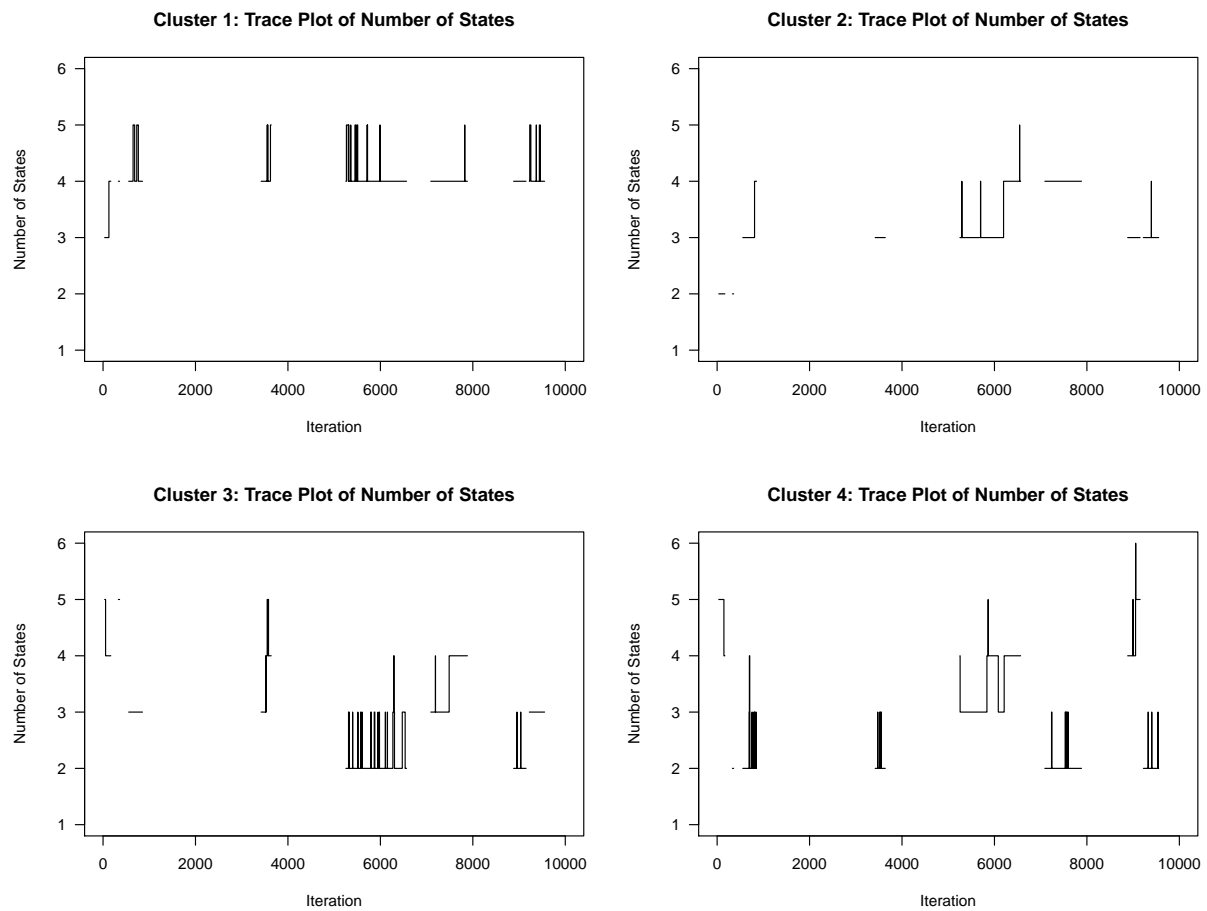 Cluster 1: Trace Plot of Number of States
Number of States
6
5
4
3
2
1
0 2000 4000 6000 8000 10000
Iteration
Cluster 2: Trace Plot of Number of States
Number of States
6
5
4
3
2
1
0 2000 4000 6000 8000 10000
Iteration
Cluster 3: Trace Plot of Number of States
Number of States
6
5
4
3
2
1
0 2000 4000 6000 8000 10000
Iteration
Cluster 4: Trace Plot of Number of States
Number of States
6
5
4
3
2
1
0 2000 4000 6000 8000 10000
Iteration